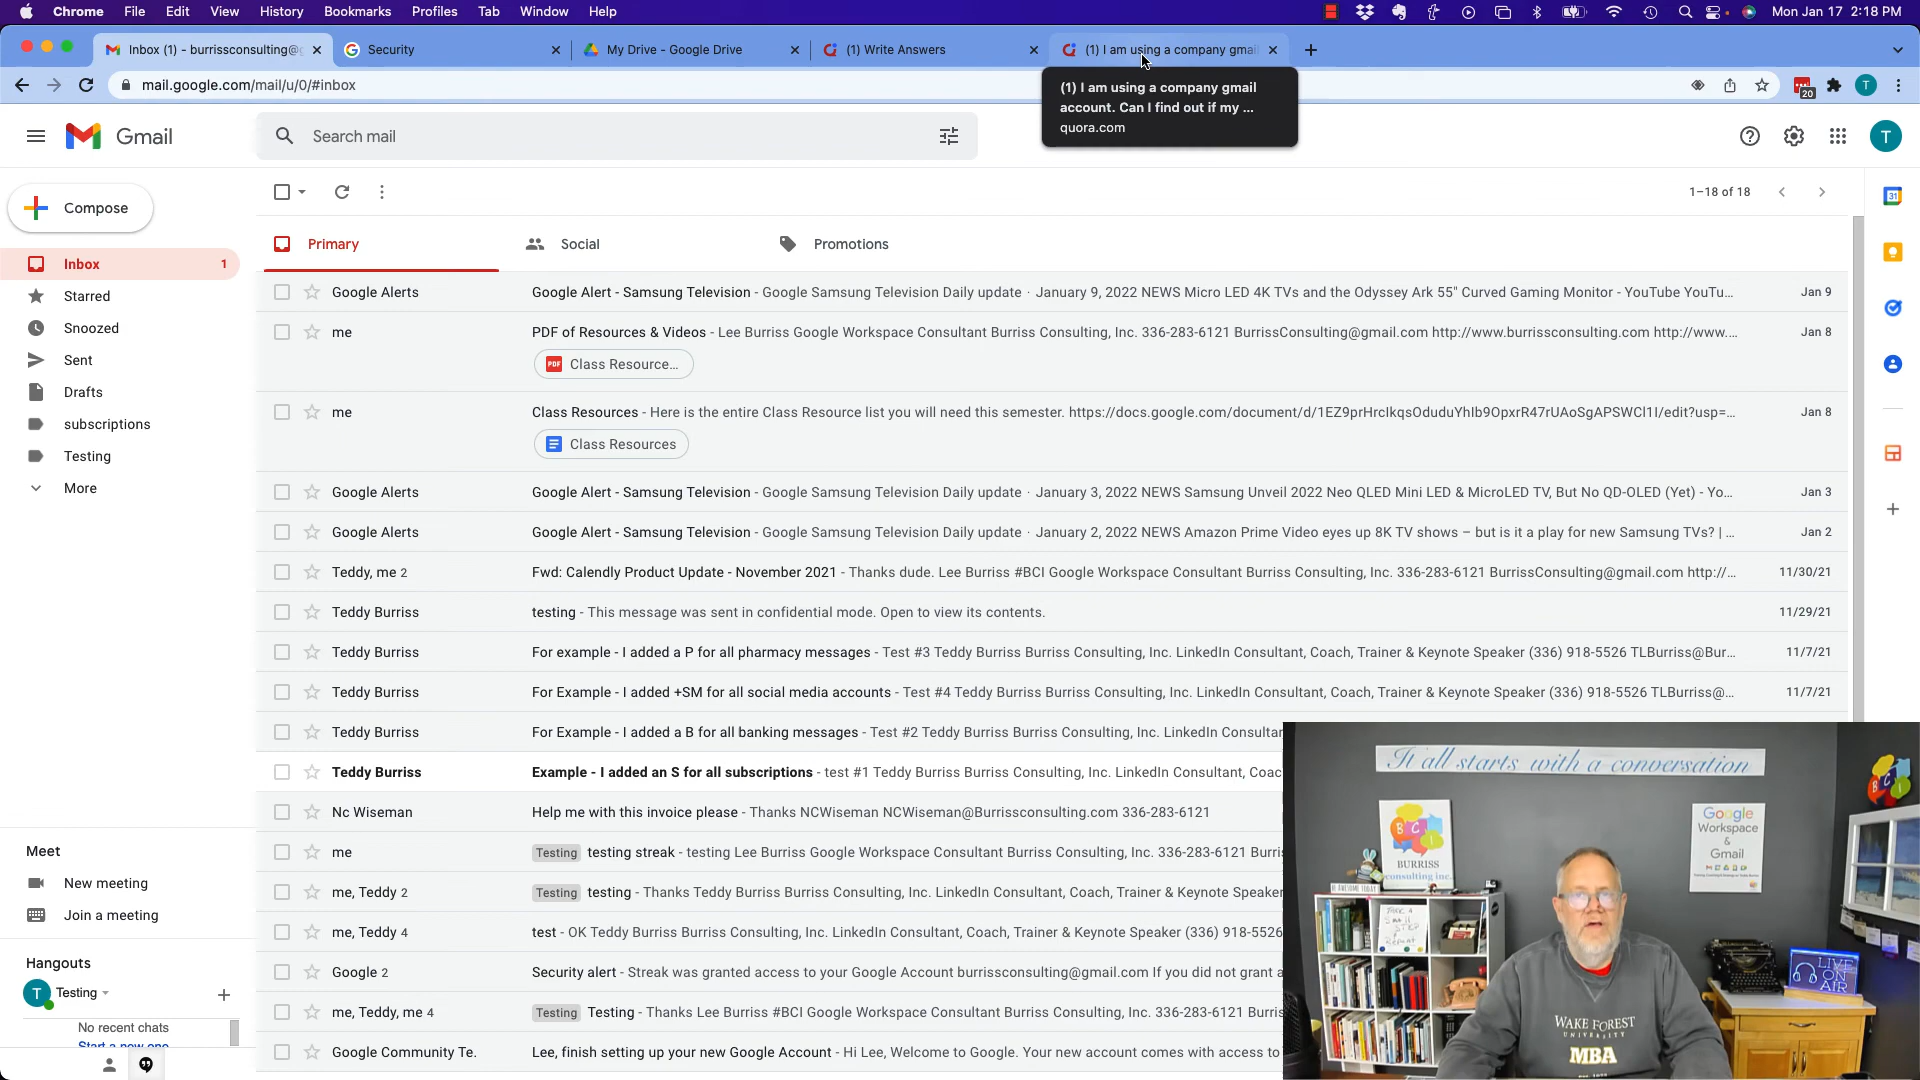 Chrome File Edit View History Bookmarks Profiles Tab Window Help Mon Jan 17 2:18 PM
Inbox (1) - burrissconsulting@g Security My Drive - Google Drive (1) Write Answers (1) I am using a company gmai
mail.google.com/mail/u/0/#inbox 20 T
(1) I am using a company gmail
account. Can I find out if my ...
quora.com
Gmail Search mail T
Compose 1–18 of 18 31
Primary Social Promotions
Inbox 1
Starred
Snoozed
Sent
Drafts
subscriptions
Testing
More
Google Alerts Google Alert - Samsung Television - Google Samsung Television Daily update · January 9, 2022 NEWS Micro LED 4K TVs and the Odyssey Ark 55" Curved Gaming Monitor - YouTube YouTu... Jan 9
me PDF of Resources & Videos - Lee Burriss Google Workspace Consultant Burriss Consulting, Inc. 336-283-6121 BurrissConsulting@gmail.com http://www.burrissconsulting.com http://www.... Jan 8
PDF Class Resource...
me Class Resources - Here is the entire Class Resource list you will need this semester. https://docs.google.com/document/d/1EZ9prHrcIkqsOduduYhIb9OpxrR47rUAoSgAPSWCl1I/edit?usp=... Jan 8
Class Resources
Google Alerts Google Alert - Samsung Television - Google Samsung Television Daily update · January 3, 2022 NEWS Samsung Unveil 2022 Neo QLED Mini LED & MicroLED TV, But No QD-OLED (Yet) - Yo... Jan 3
Google Alerts Google Alert - Samsung Television - Google Samsung Television Daily update · January 2, 2022 NEWS Amazon Prime Video eyes up 8K TV shows – but is it a play for new Samsung TVs? | ... Jan 2
Teddy, me 2 Fwd: Calendly Product Update - November 2021 - Thanks dude. Lee Burriss #BCI Google Workspace Consultant Burriss Consulting, Inc. 336-283-6121 BurrissConsulting@gmail.com http://... 11/30/21
Teddy Burriss testing - This message was sent in confidential mode. Open to view its contents. 11/29/21
Teddy Burriss For example - I added a P for all pharmacy messages - Test #3 Teddy Burriss Burriss Consulting, Inc. LinkedIn Consultant, Coach, Trainer & Keynote Speaker (336) 918-5526 TLBurriss@Bur... 11/7/21
Teddy Burriss For Example - I added +SM for all social media accounts - Test #4 Teddy Burriss Burriss Consulting, Inc. LinkedIn Consultant, Coach, Trainer & Keynote Speaker (336) 918-5526 TLBurriss@... 11/7/21
Teddy Burriss For Example - I added a B for all banking messages - Test #2 Teddy Burriss Burriss Consulting, Inc. LinkedIn Consultan
Teddy Burriss Example - I added an S for all subscriptions - test #1 Teddy Burriss Burriss Consulting, Inc. LinkedIn Consultant, Coac
Nc Wiseman Help me with this invoice please - Thanks NCWiseman NCWiseman@Burrissconsulting.com 336-283-6121
me Testing testing streak - testing Lee Burriss Google Workspace Consultant Burriss Consulting, Inc. 336-283-6121 Burri
me, Teddy 2 Testing testing - Thanks Teddy Burriss Burriss Consulting, Inc. LinkedIn Consultant, Coach, Trainer & Keynote Speaker
me, Teddy 4 test - OK Teddy Burriss Burriss Consulting, Inc. LinkedIn Consultant, Coach, Trainer & Keynote Speaker (336) 918-5526
Google 2 Security alert - Streak was granted access to your Google Account burrissconsulting@gmail.com If you did not grant a
me, Teddy, me 4 Testing Testing - Thanks Lee Burriss #BCI Google Workspace Consultant Burriss Consulting, Inc. 336-283-6121 Burris
Google Community Te. Lee, finish setting up your new Google Account - Hi Lee, Welcome to Google. Your new account comes with access to
Meet
New meeting
Join a meeting
Hangouts
T Testing
No recent chats
Start a new one
It all starts with a conversation
BCI
BURRISS
consulting inc.
Google
Workspace
&
Gmail
BCI
LIVE
ON
AIR
WAKE FOREST
UNIVERSITY
MBA